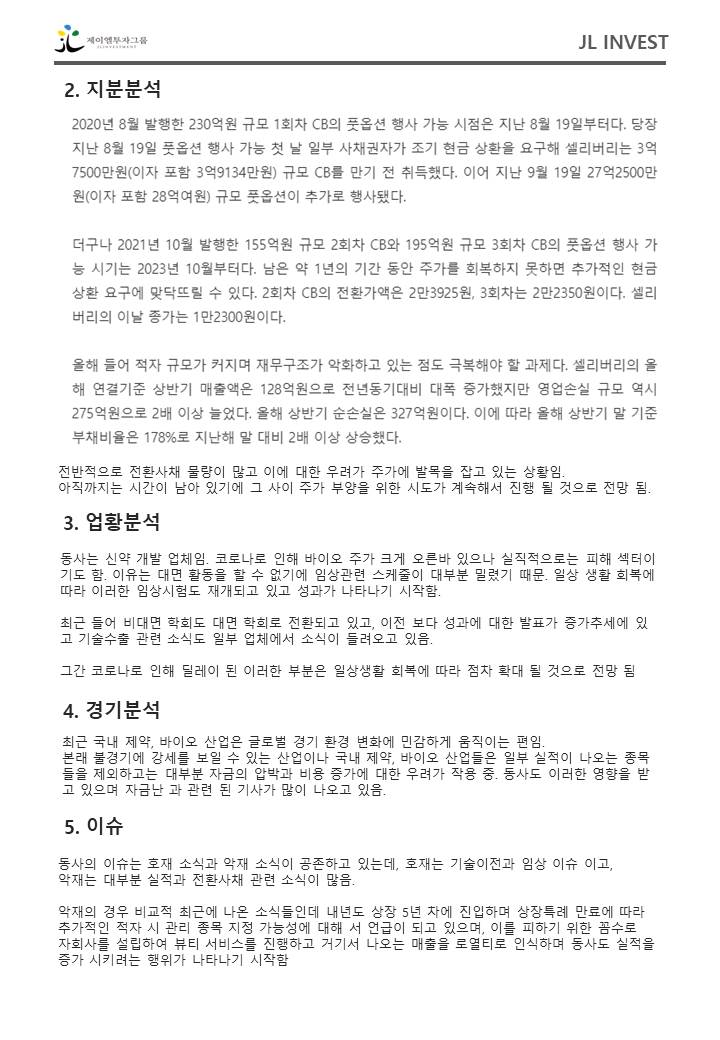 제이엘투자그룹
JLINVESTMENT
JL INVEST
2. 지분분석
2020년 8월 발행한 230억원 규모 1회차 CB의 풋옵션 행사 가능 시점은 지난 8월 19일부터다. 당장
지난 8월 19일 풋옵션 행사 가능 첫 날 일부 사채권자가 조기 현금 상환을 요구해 셀리버리는 3억
7500만원(이자 포함 3억9134만원) 규모 CB를 만기 전 취득했다. 이어 지난 9월 19일 27억2500만
원(이자 포함 28억여원) 규모 풋옵션이 추가로 행사됐다.
더구나 2021년 10월 발행한 155억원 규모 2회차 CB와 195억원 규모 3회차 CB의 풋옵션 행사 가
능 시기는 2023년 10월부터다. 남은 약 1년의 기간 동안 주가를 회복하지 못하면 추가적인 현금
상환 요구에 맞닥뜨릴 수 있다. 2회차 CB의 전환가액은 2만3925원, 3회차는 2만2350원이다. 셀리
버리의 이날 종가는 1만2300원이다.
올해 들어 적자 규모가 커지며 재무구조가 악화하고 있는 점도 극복해야 할 과제다. 셀리버리의 올
해 연결기준 상반기 매출액은 128억원으로 전년동기대비 대폭 증가했지만 영업손실 규모 역시
275억원으로 2배 이상 늘었다. 올해 상반기 순손실은 327억원이다. 이에 따라 올해 상반기 말 기준
부채비율은 178%로 지난해 말 대비 2배 이상 상승했다.
전반적으로 전환사채 물량이 많고 이에 대한 우려가 주가에 발목을 잡고 있는 상황임.
아직까지는 시간이 남아 있기에 그 사이 주가 부양을 위한 시도가 계속해서 진행 될 것으로 전망 됨.
3. 업황분석
동사는 신약 개발 업체임. 코로나로 인해 바이오 주가 크게 오른바 있으나 실직적으로는 피해 섹터이
기도 함. 이유는 대면 활동을 할 수 없기에 임상관련 스케줄이 대부분 밀렸기 때문. 일상 생활 회복에
따라 이러한 임상시험도 재개되고 있고 성과가 나타나기 시작함.
최근 들어 비대면 학회도 대면 학회로 전환되고 있고, 이전 보다 성과에 대한 발표가 증가추세에 있
고 기술수출 관련 소식도 일부 업체에서 소식이 들려오고 있음.
그간 코로나로 인해 딜레이 된 이러한 부분은 일상생활 회복에 따라 점차 확대 될 것으로 전망 됨
4. 경기분석
최근 국내 제약, 바이오 산업은 글로벌 경기 환경 변화에 민감하게 움직이는 편임.
본래 불경기에 강세를 보일 수 있는 산업이나 국내 제약, 바이오 산업들은 일부 실적이 나오는 종목
들을 제외하고는 대부분 자금의 압박과 비용 증가에 대한 우려가 작용 중. 동사도 이러한 영향을 받
고 있으며 자금난 과 관련 된 기사가 많이 나오고 있음.
5. 이슈
동사의 이슈는 호재 소식과 악재 소식이 공존하고 있는데, 호재는 기술이전과 임상 이슈 이고,
악재는 대부분 실적과 전환사채 관련 소식이 많음.
악재의 경우 비교적 최근에 나온 소식들인데 내년도 상장 5년 차에 진입하며 상장특례 만료에 따라
추가적인 적자 시 관리 종목 지정 가능성에 대해 서 언급이 되고 있으며, 이를 피하기 위한 꼼수로
자회사를 설립하여 뷰티 서비스를 진행하고 거기서 나오는 매출을 로열티로 인식하며 동사도 실적을
증가 시키려는 행위가 나타나기 시작함